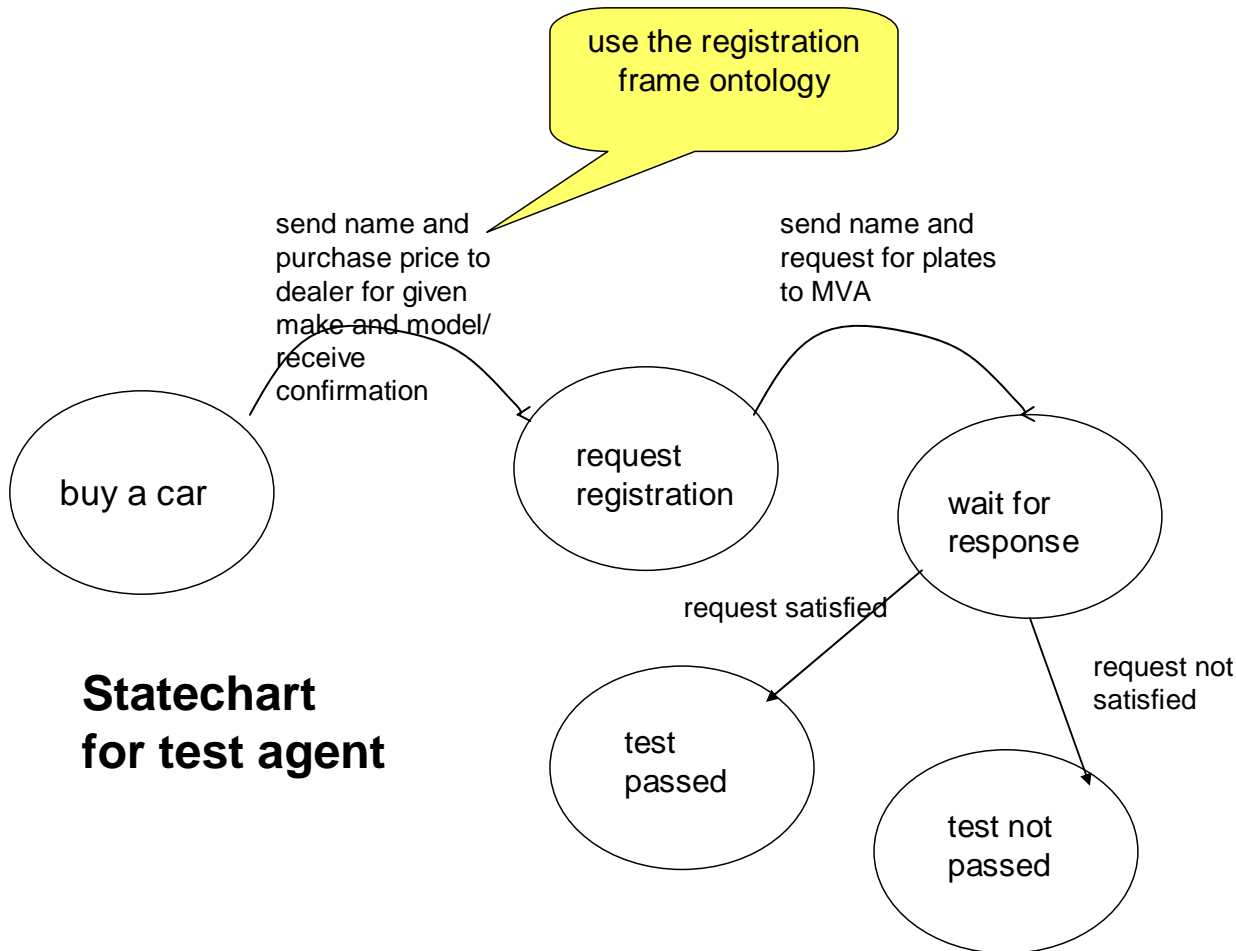 use the registration
frame ontology
send name and
purchase price to
dealer for given
make and model/
receive
confirmation
send name and
request for plates
to MVA
buy a car
request
registration
wait for
response
request satisfied
request not
satisfied
Statechart
for test agent
test
passed
test not
passed